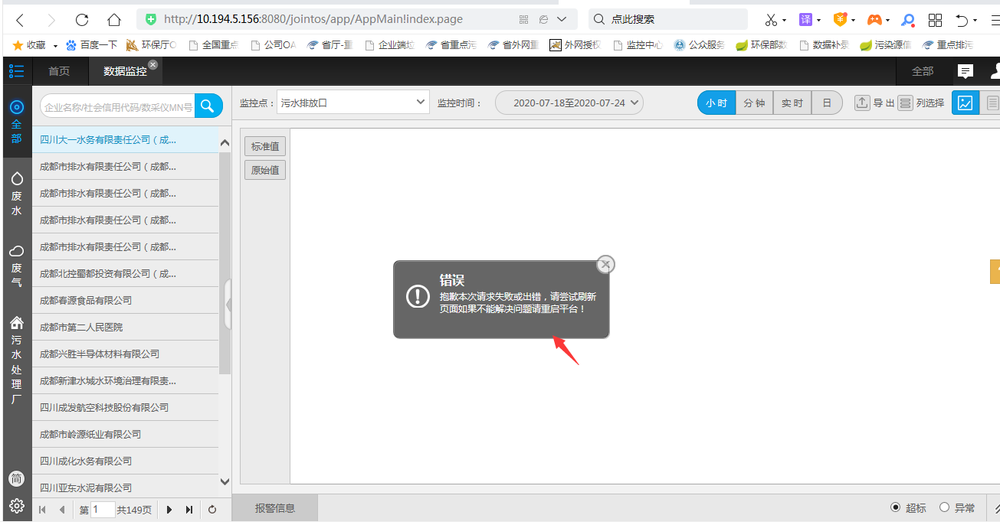 http://10.194.5.156:8080/jointos/app/AppMain!index.page
点此搜索
收藏 百度一下 环保厅O 全国重点 公司OA 省厅-重 企业端垃 省重点污 省外网重 外网授权 监控中心 公众服务 环保部数 数据补录 污染源信 重点排污
首页 数据监控 全部
全部
废水
废气
污水处理厂
简
企业名称/社会信用代码/数采仪MN号
四川大一水务有限责任公司（成...
成都市排水有限责任公司（成都...
成都市排水有限责任公司（成都...
成都市排水有限责任公司（成都...
成都市排水有限责任公司（成都...
成都北控蜀都投资有限公司（成...
成都春源食品有限公司
成都市第二人民医院
成都兴胜半导体材料有限公司
成都新津水城水环境治理有限责...
四川成发航空科技股份有限公司
成都市岭源纸业有限公司
四川成化水务有限公司
四川亚东水泥有限公司
第 1 共149页
监控点： 污水排放口 监控时间： 2020-07-18至2020-07-24 小时 分钟 实时 日 导出 列选择
标准值
原始值
错误
抱歉本次请求失败或出错，请尝试刷新
页面如果不能解决问题请重启平台！
报警信息 超标 异常